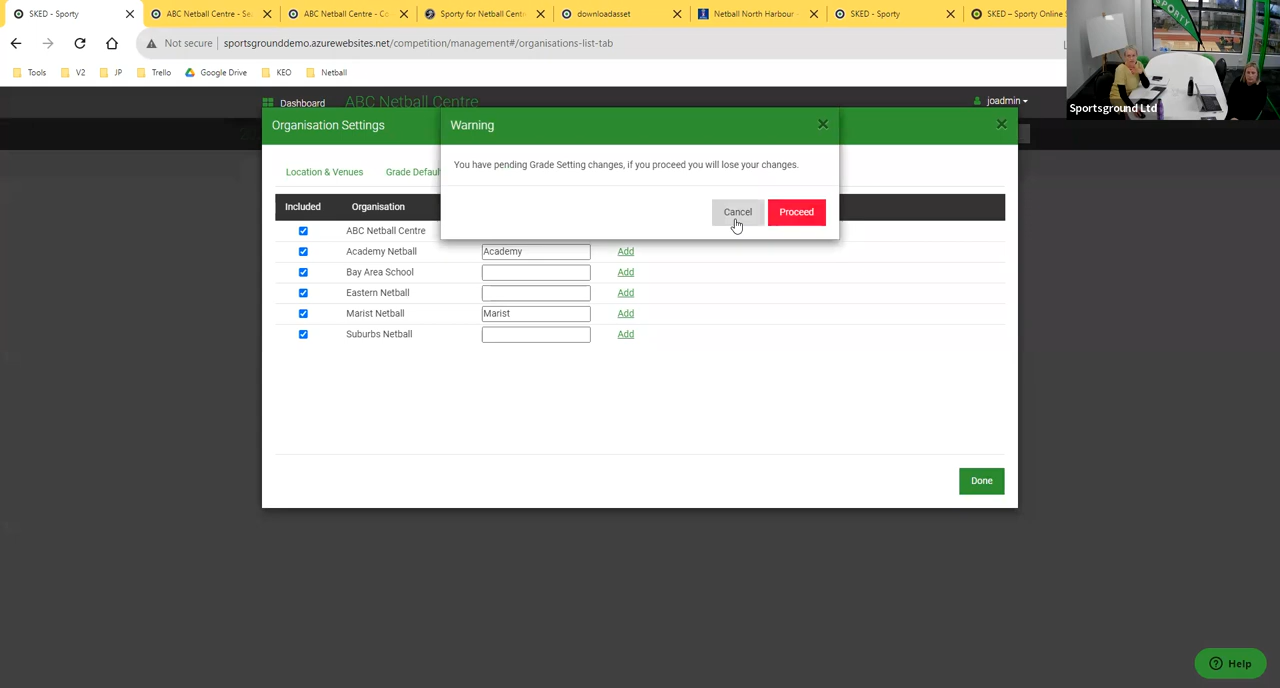 SKED - Sporty
ABC Netball Centre - Se
ABC Netball Centre - Co
Sporty for Netball Cent
downloadasset
Netball North Harbour
SKED - Sporty
SKED – Sporty Online S
Not secure
sportsgrounddemo.azurewebsites.net/competition/management#/organisations-list-tab
Tools
V2
JP
Trello
Google Drive
KEO
Netball
SPORTY
Sportsground Ltd
Dashboard
ABC Netball Centre
joadmin
Organisation Settings
Warning
You have pending Grade Setting changes, if you proceed you will lose your changes.
Cancel
Proceed
Location & Venues
Grade Defaul
Included
Organisation
ABC Netball Centre
Academy Netball
Academy
Add
Bay Area School
Add
Eastern Netball
Add
Marist Netball
Marist
Add
Suburbs Netball
Add
Done
Help